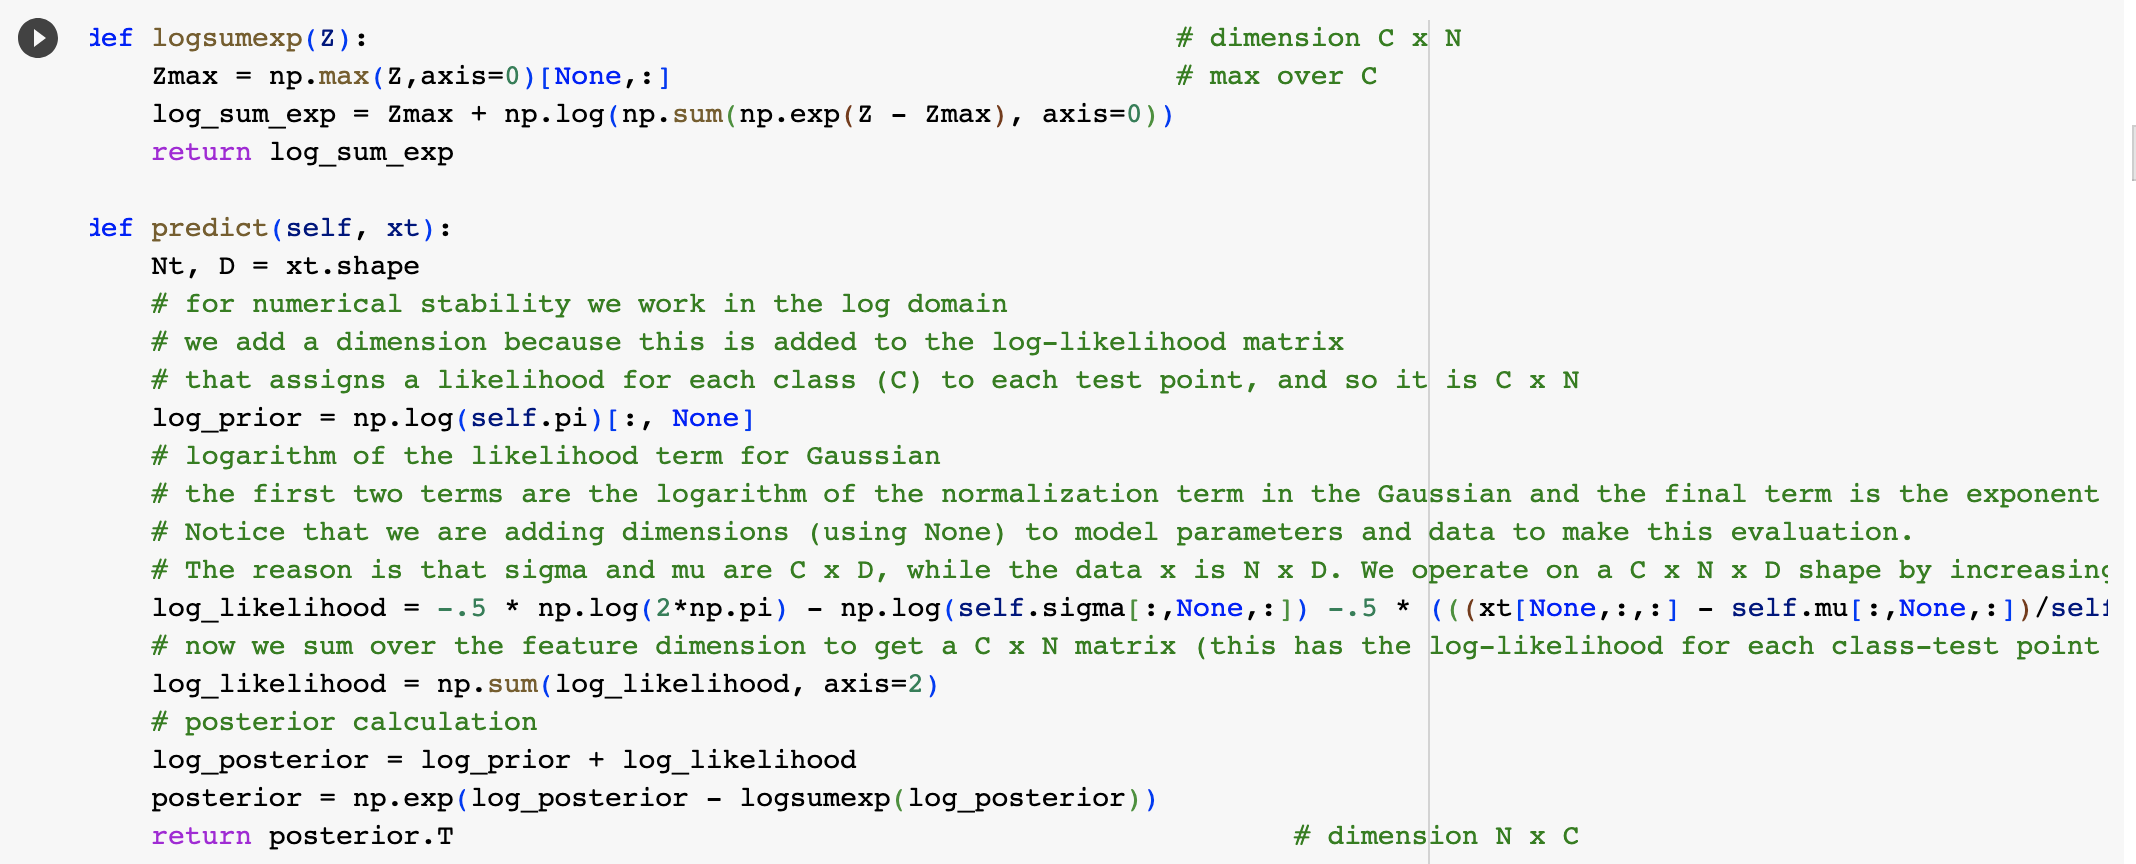 def logsumexp(Z): # dimension C x N
Zmax = np.max(Z,axis=0)[None,:] # max over C
log_sum_exp = Zmax + np.log(np.sum(np.exp(Z - Zmax), axis=0))
return log_sum_exp
def predict(self, xt):
Nt, D = xt.shape
# for numerical stability we work in the log domain
# we add a dimension because this is added to the log-likelihood matrix
# that assigns a likelihood for each class (C) to each test point, and so it is C x N
log_prior = np.log(self.pi)[:, None]
# logarithm of the likelihood term for Gaussian
# the first two terms are the logarithm of the normalization term in the Gaussian and the final term is the exponent
# Notice that we are adding dimensions (using None) to model parameters and data to make this evaluation.
# The reason is that sigma and mu are C x D, while the data x is N x D. We operate on a C x N x D shape by increasing
log_likelihood = -.5 * np.log(2*np.pi) - np.log(self.sigma[:,None,:]) -.5 * (((xt[None,:,:] - self.mu[:,None,:])/self
# now we sum over the feature dimension to get a C x N matrix (this has the log-likelihood for each class-test point
log_likelihood = np.sum(log_likelihood, axis=2)
# posterior calculation
log_posterior = log_prior + log_likelihood
posterior = np.exp(log_posterior - logsumexp(log_posterior))
return posterior.T # dimension N x C